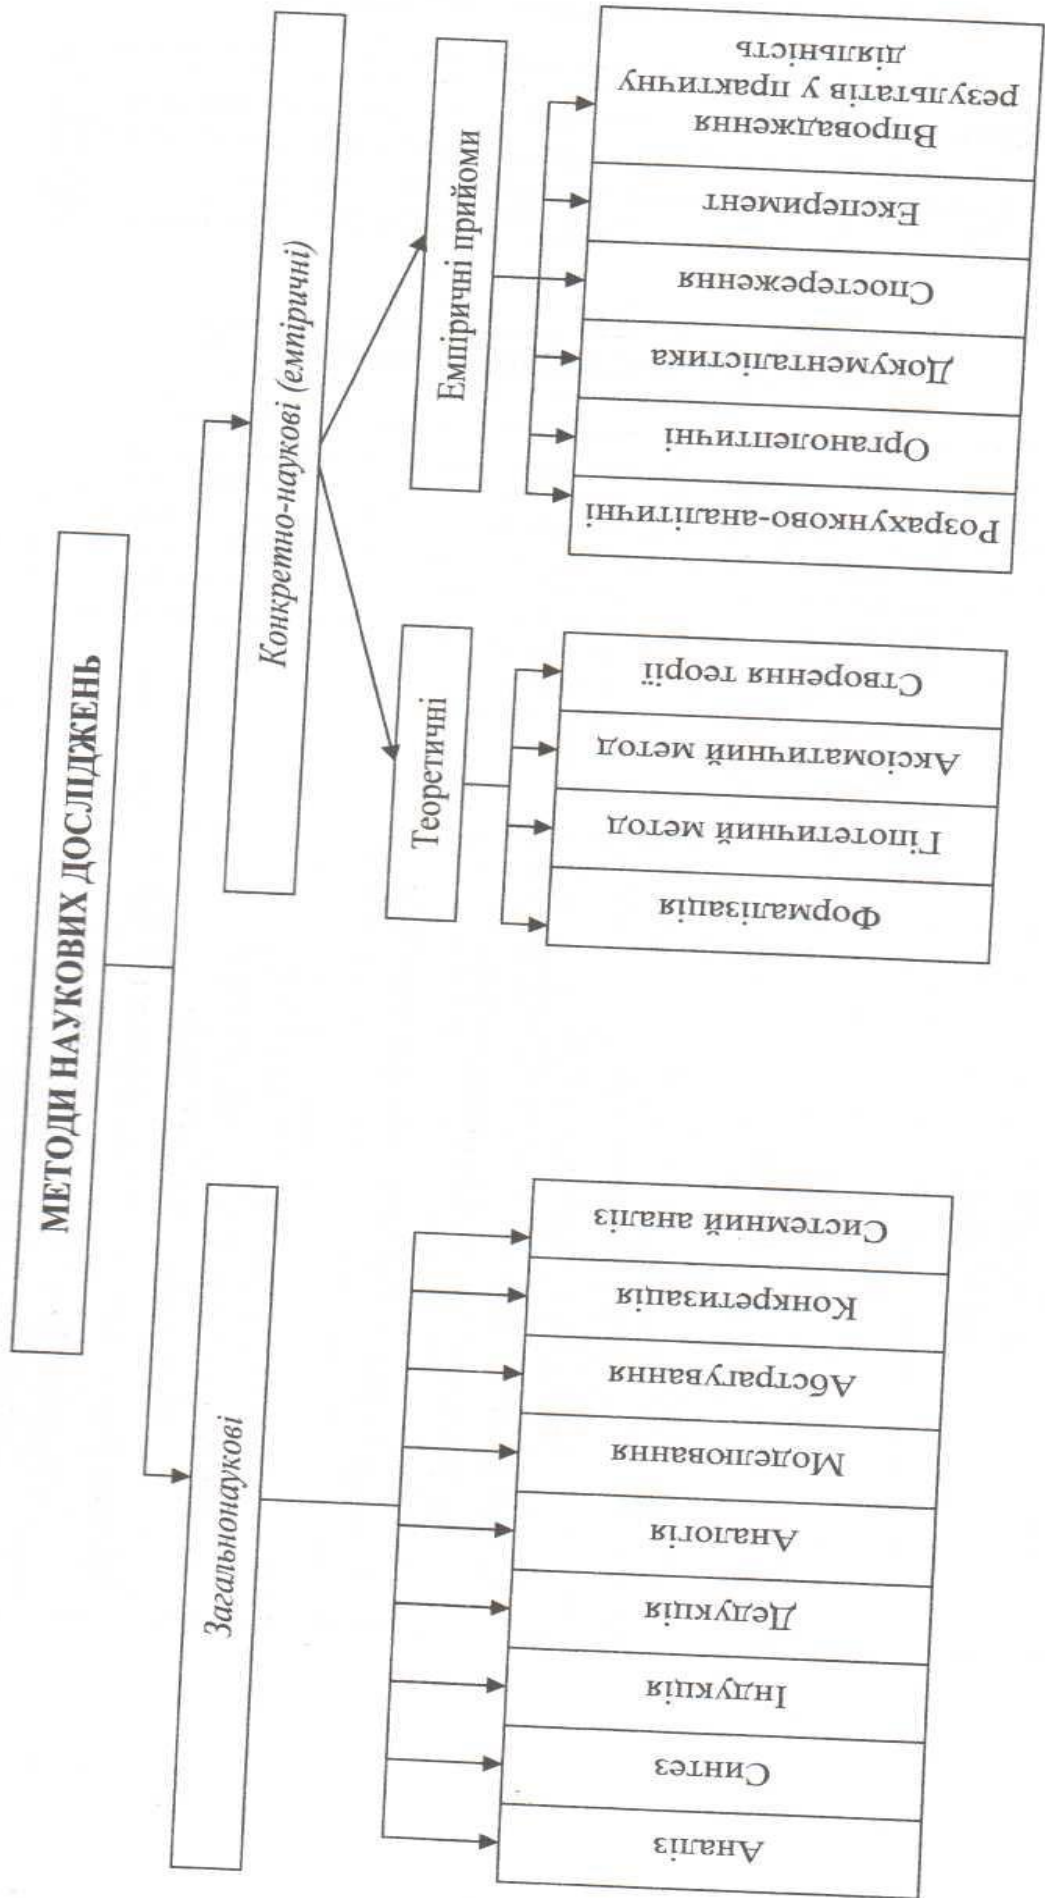 МЕТОДИ НАУКОВИХ ДОСЛІДЖЕНЬ
Загальнонаукові
Конкретно-наукові (емпіричні)
Теоретичні
Емпіричні прийоми
Аналіз
Синтез
Індукція
Дедукція
Аналогія
Моделювання
Абстрагування
Конкретизація
Системний аналіз
Формалізація
Гіпотетичний метод
Аксіоматичний метод
Створення теорії
Розрахунково-аналітичні
Органолептичні
Документалістика
Спостереження
Експеримент
Впровадження
результатів у практичну
діяльність